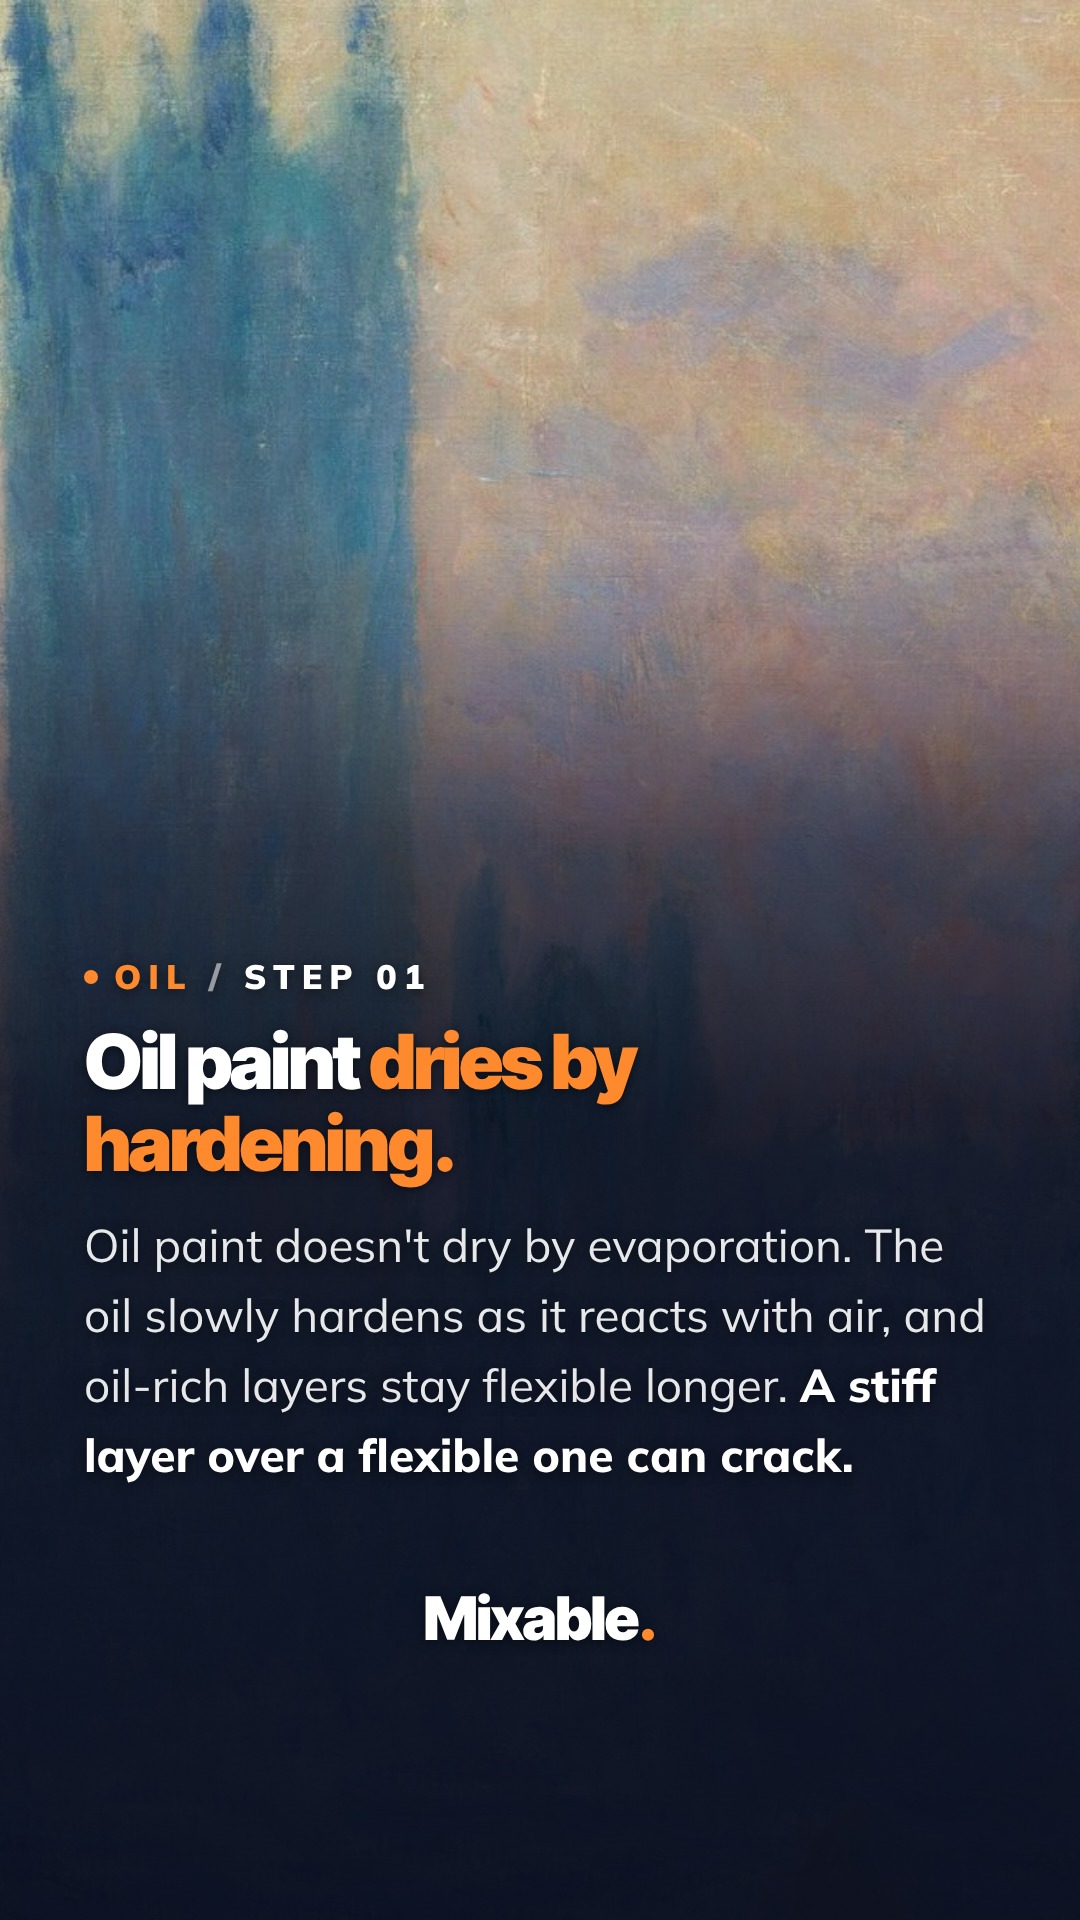 • OIL / STEP 01
Oil paint dries by
hardening.
Oil paint doesn't dry by evaporation. The
oil slowly hardens as it reacts with air, and
oil-rich layers stay flexible longer. A stiff
layer over a flexible one can crack.
Mixable.